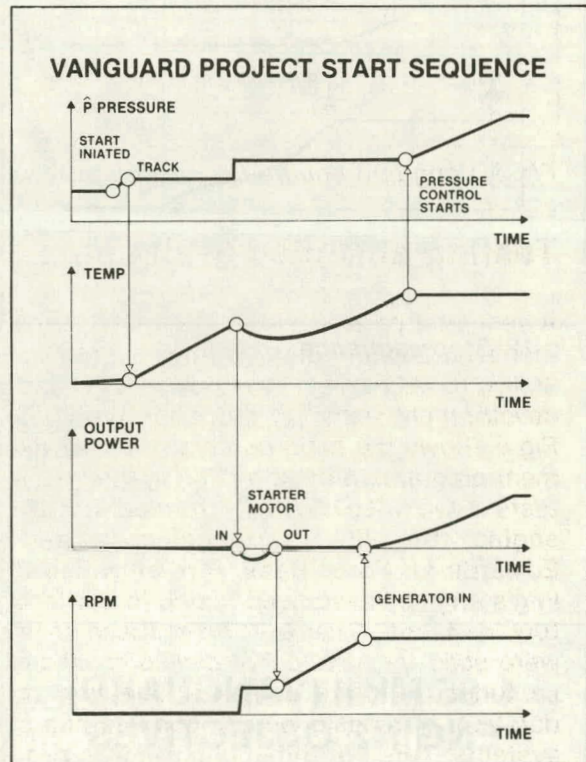 VANGUARD PROJECT START SEQUENCE
P̂ PRESSURE
START
INIATED
TRACK
PRESSURE
CONTROL
STARTS
TIME
TEMP
TIME
OUTPUT
POWER
STARTER
MOTOR
IN
OUT
TIME
RPM
GENERATOR IN
TIME